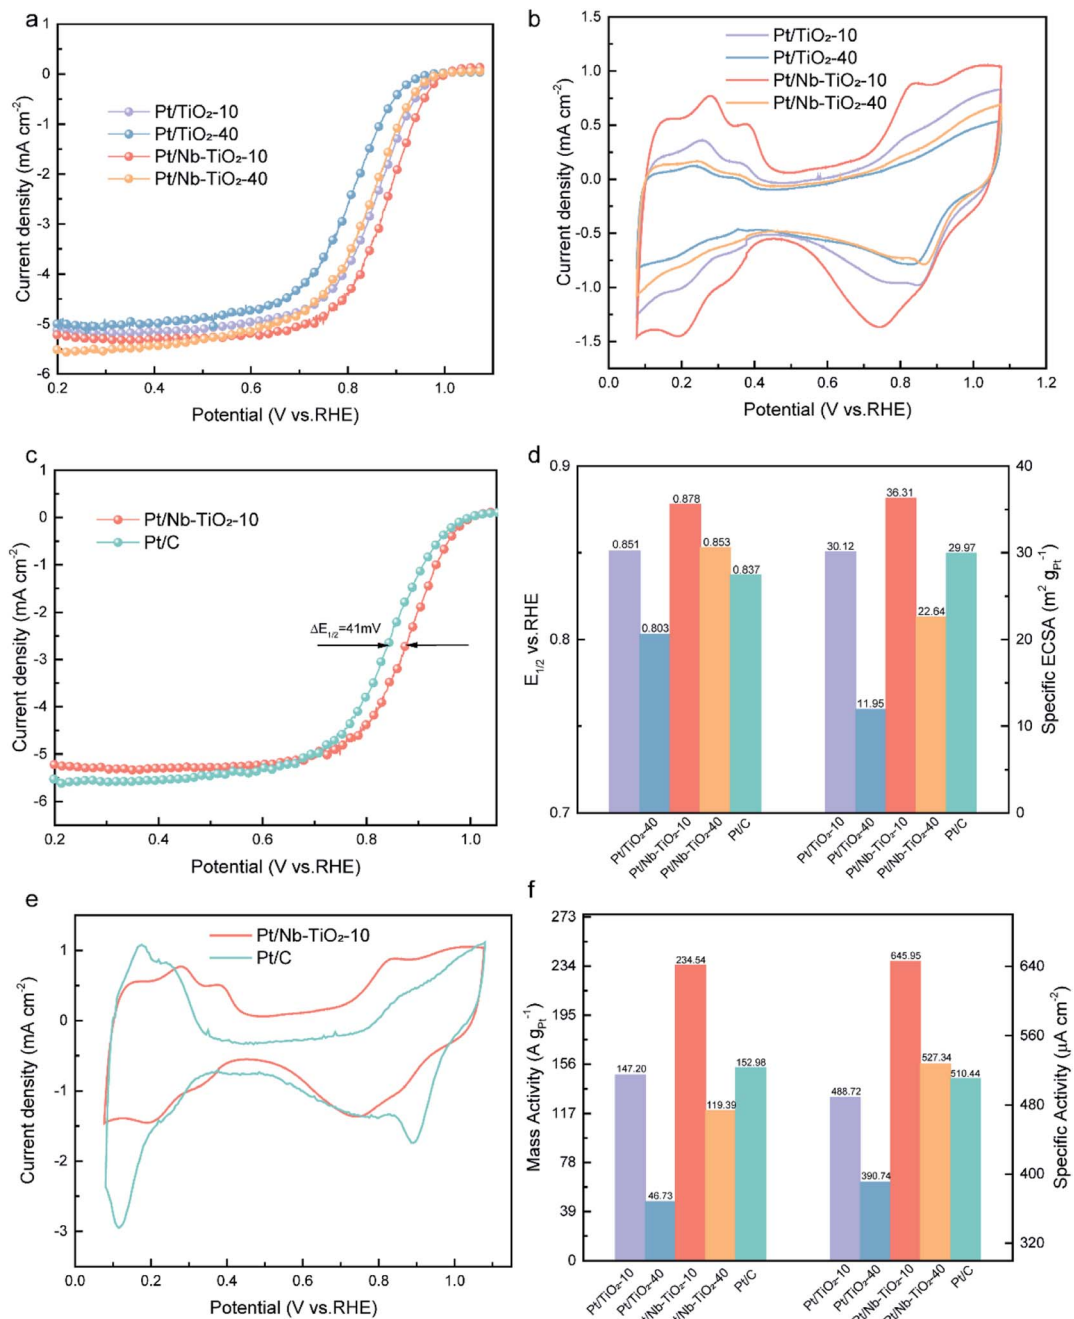 a
1
0
-1
-2
-3
-4
-5
-6
Current density (mA cm⁻²)
Pt/TiO₂-10
Pt/TiO₂-40
Pt/Nb-TiO₂-10
Pt/Nb-TiO₂-40
0.2 0.4 0.6 0.8 1.0
Potential (V vs.RHE)
b
1.5
1.0
0.5
0.0
-0.5
-1.0
-1.5
Current density (mA cm⁻²)
Pt/TiO₂-10
Pt/TiO₂-40
Pt/Nb-TiO₂-10
Pt/Nb-TiO₂-40
0.0 0.2 0.4 0.6 0.8 1.0 1.2
Potential (V vs.RHE)
c
1
0
-1
-2
-3
-4
-5
-6
Current density (mA cm⁻²)
Pt/Nb-TiO₂-10
Pt/C
ΔE₁/₂=41mV
0.2 0.4 0.6 0.8 1.0
Potential (V vs.RHE)
d
0.9
0.8
0.7
E₁/₂ vs.RHE
0.851
0.803
0.878
0.853
0.837
30.12
11.95
36.31
22.64
29.97
40
30
20
10
0
Specific ECSA (m² gPt⁻¹)
Pt/TiO₂-40
Pt/Nb-TiO₂-10
Pt/Nb-TiO₂-40
Pt/C
Pt/TiO₂-10
Pt/TiO₂-40
Pt/Nb-TiO₂-10
Pt/Nb-TiO₂-40
Pt/C
e
1
0
-1
-2
-3
Current density (mA cm⁻²)
Pt/Nb-TiO₂-10
Pt/C
0.0 0.2 0.4 0.6 0.8 1.0
Potential (V vs.RHE)
f
273
234
195
156
117
78
39
0
Mass Activity (A gPt⁻¹)
147.20
46.73
234.54
119.39
152.98
488.72
390.74
645.95
527.34
510.44
640
560
480
400
320
Specific Activity (μA cm⁻²)
Pt/TiO₂-10
Pt/TiO₂-40
Pt/Nb-TiO₂-10
Pt/Nb-TiO₂-40
Pt/C
Pt/TiO₂-10
Pt/TiO₂-40
Pt/Nb-TiO₂-10
Pt/Nb-TiO₂-40
Pt/C